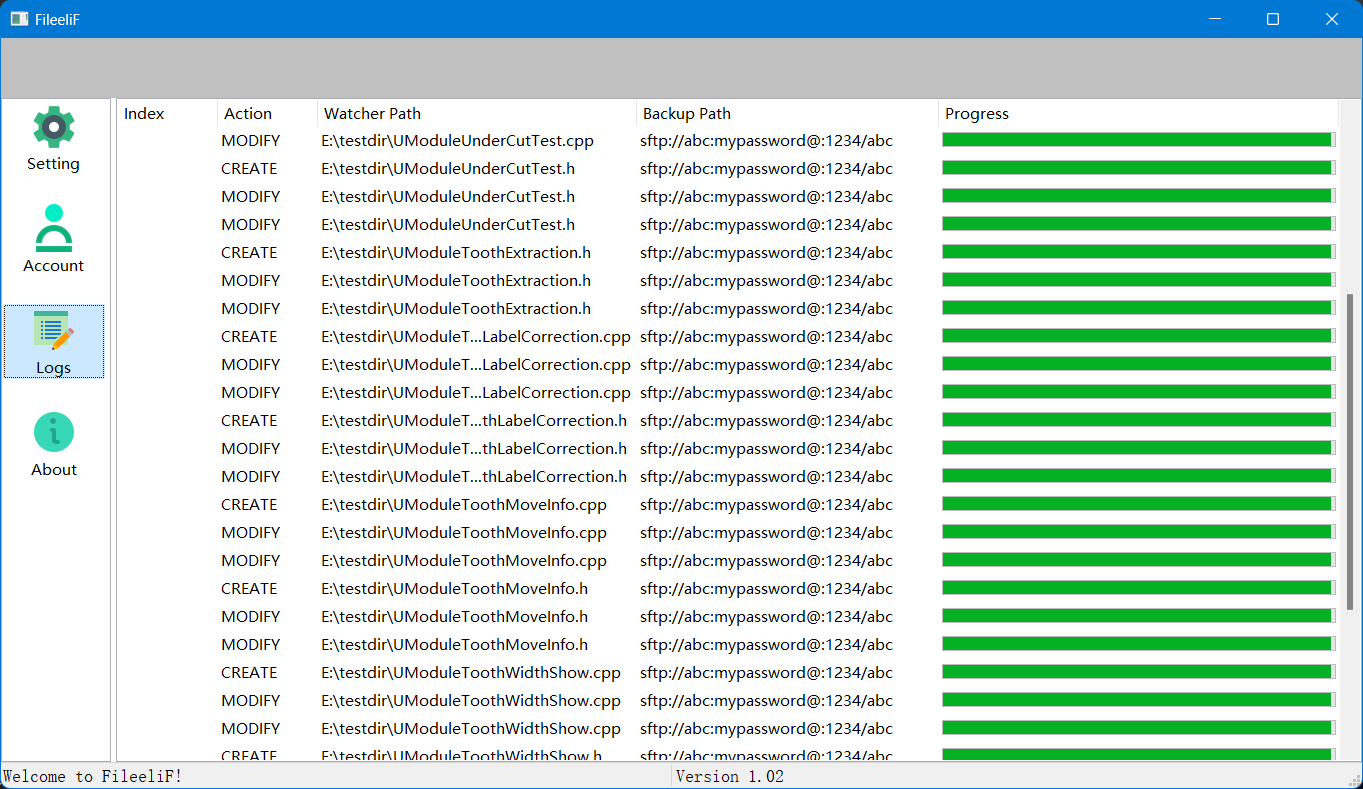 FileeliF
Setting
Account
Logs
About
Index Action Watcher Path Backup Path Progress
MODIFY E:\testdir\UModuleUnderCutTest.cpp sftp://abc:mypassword@:1234/abc
CREATE E:\testdir\UModuleUnderCutTest.h sftp://abc:mypassword@:1234/abc
MODIFY E:\testdir\UModuleUnderCutTest.h sftp://abc:mypassword@:1234/abc
MODIFY E:\testdir\UModuleUnderCutTest.h sftp://abc:mypassword@:1234/abc
CREATE E:\testdir\UModuleToothExtraction.h sftp://abc:mypassword@:1234/abc
MODIFY E:\testdir\UModuleToothExtraction.h sftp://abc:mypassword@:1234/abc
MODIFY E:\testdir\UModuleToothExtraction.h sftp://abc:mypassword@:1234/abc
CREATE E:\testdir\UModuleT...LabelCorrection.cpp sftp://abc:mypassword@:1234/abc
MODIFY E:\testdir\UModuleT...LabelCorrection.cpp sftp://abc:mypassword@:1234/abc
MODIFY E:\testdir\UModuleT...LabelCorrection.cpp sftp://abc:mypassword@:1234/abc
CREATE E:\testdir\UModuleT...thLabelCorrection.h sftp://abc:mypassword@:1234/abc
MODIFY E:\testdir\UModuleT...thLabelCorrection.h sftp://abc:mypassword@:1234/abc
MODIFY E:\testdir\UModuleT...thLabelCorrection.h sftp://abc:mypassword@:1234/abc
CREATE E:\testdir\UModuleToothMoveInfo.cpp sftp://abc:mypassword@:1234/abc
MODIFY E:\testdir\UModuleToothMoveInfo.cpp sftp://abc:mypassword@:1234/abc
MODIFY E:\testdir\UModuleToothMoveInfo.cpp sftp://abc:mypassword@:1234/abc
CREATE E:\testdir\UModuleToothMoveInfo.h sftp://abc:mypassword@:1234/abc
MODIFY E:\testdir\UModuleToothMoveInfo.h sftp://abc:mypassword@:1234/abc
MODIFY E:\testdir\UModuleToothMoveInfo.h sftp://abc:mypassword@:1234/abc
CREATE E:\testdir\UModuleToothWidthShow.cpp sftp://abc:mypassword@:1234/abc
MODIFY E:\testdir\UModuleToothWidthShow.cpp sftp://abc:mypassword@:1234/abc
MODIFY E:\testdir\UModuleToothWidthShow.cpp sftp://abc:mypassword@:1234/abc
CREATE E:\testdir\UModuleToothWidthShow.h sftp://abc:mypassword@:1234/abc
Welcome to FileeliF! Version 1.02